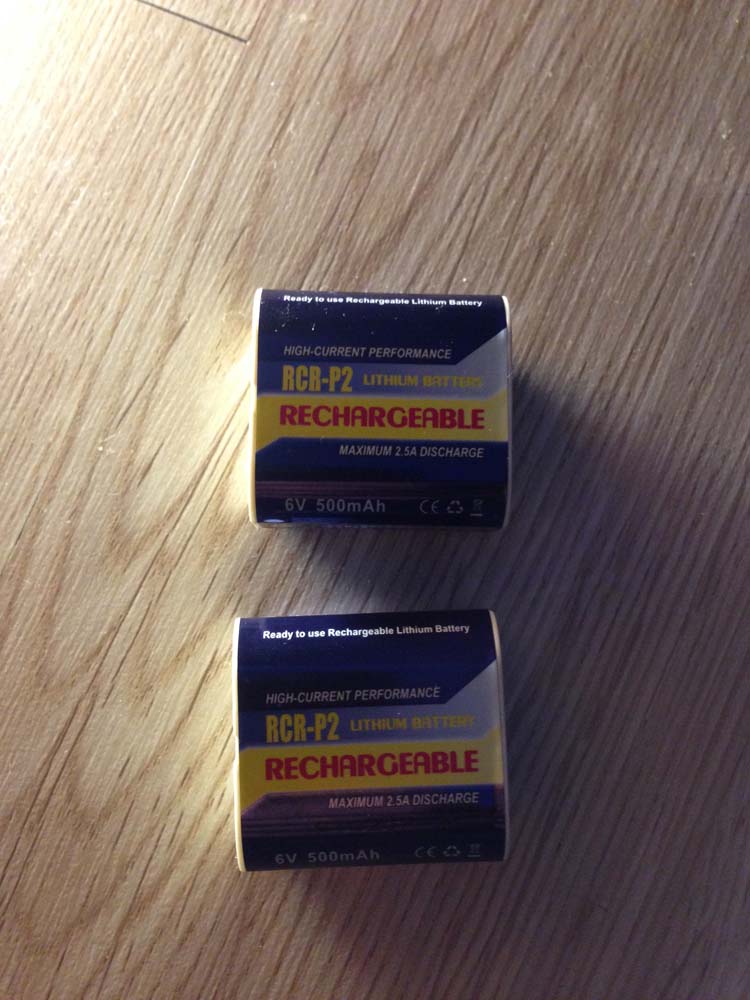 Ready to use Rechargeable Lithium Battery
HIGH-CURRENT PERFORMANCE
RCR-P2 LITHIUM BATTERY
RECHARGEABLE
MAXIMUM 2.5A DISCHARGE
6V 500mAh CE
Ready to use Rechargeable Lithium Battery
HIGH-CURRENT PERFORMANCE
RCR-P2 LITHIUM BATTERY
RECHARGEABLE
MAXIMUM 2.5A DISCHARGE
6V 500mAh CE